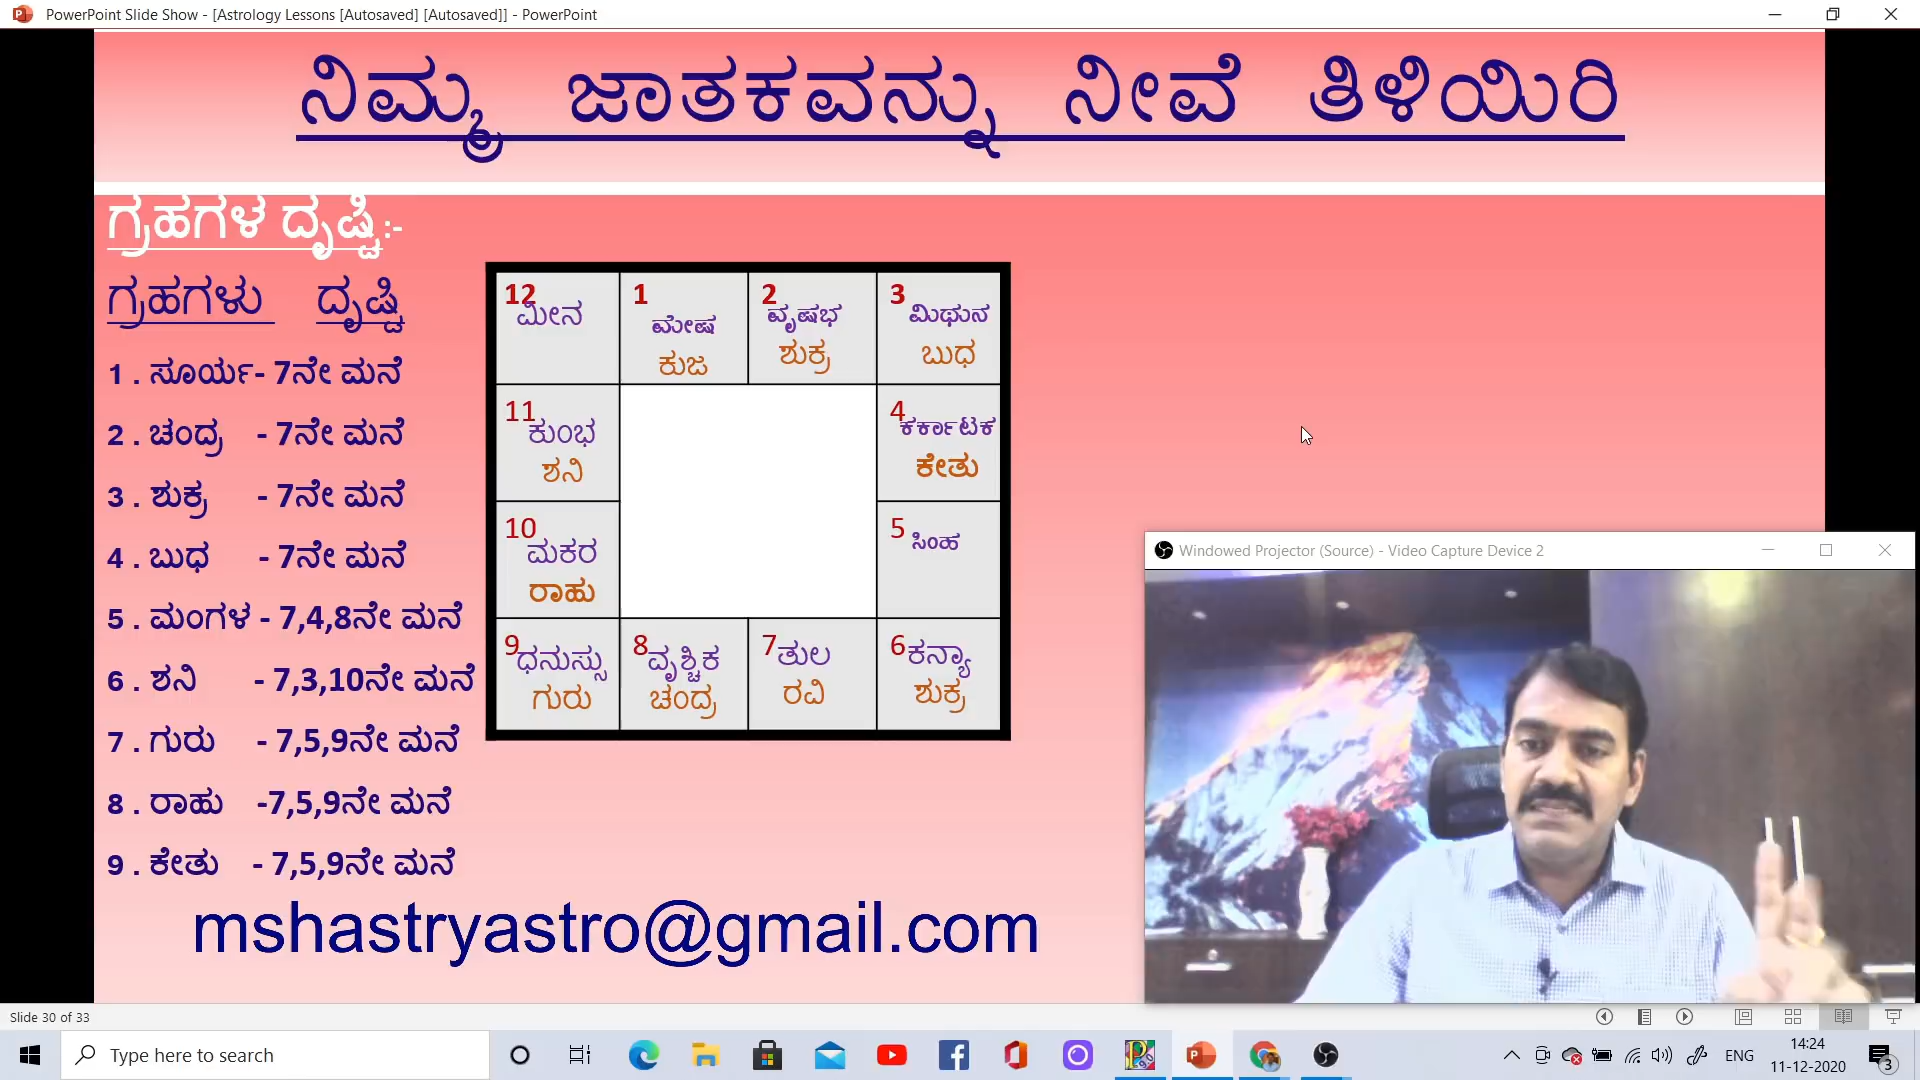 PowerPoint Slide Show - [Astrology Lessons [Autosaved] [Autosaved]] - PowerPoint
ನಿಮ್ಮ ಜಾತಕವನ್ನು ನೀವೆ ತಿಳಿಯಿರಿ
ಗ್ರಹಗಳ ದೃಷ್ಟಿ:-
ಗ್ರಹಗಳು ದೃಷ್ಟಿ
1 . ಸೂರ್ಯ- 7ನೇ ಮನೆ
2 . ಚಂದ್ರ - 7ನೇ ಮನೆ
3 . ಶುಕ್ರ - 7ನೇ ಮನೆ
4 . ಬುಧ - 7ನೇ ಮನೆ
5 . ಮಂಗಳ - 7,4,8ನೇ ಮನೆ
6 . ಶನಿ - 7,3,10ನೇ ಮನೆ
7 . ಗುರು - 7,5,9ನೇ ಮನೆ
8 . ರಾಹು -7,5,9ನೇ ಮನೆ
9 . ಕೇತು - 7,5,9ನೇ ಮನೆ
12 1 2 3
ಮೀನ ಮೇಷ ವೃಷಭ ಮಿಥುನ
ಕುಜ ಶುಕ್ರ ಬುಧ
11 4
ಕುಂಭ ಕರ್ಕಾಟಕ
ಶನಿ ಕೇತು
10 5
ಮಕರ ಸಿಂಹ
ರಾಹು
9 8 7 6
ಧನುಸ್ಸು ವೃಶ್ಚಿಕ ತುಲ ಕನ್ಯಾ
ಗುರು ಚಂದ್ರ ರವಿ ಶುಕ್ರ
mshastryastro@gmail.com
Windowed Projector (Source) - Video Capture Device 2
Slide 30 of 33
Type here to search
ENG
14:24
11-12-2020
3